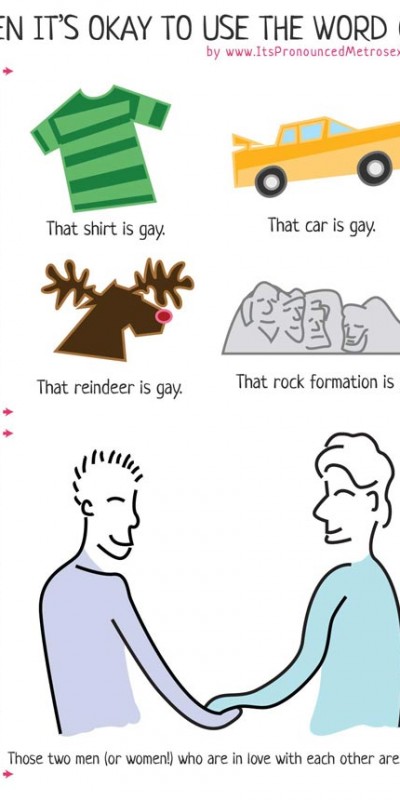 EN IT'S OKAY TO USE THE WORD
by www.ItsPronouncedMetrosex
That shirt is gay.
That car is gay.
That reindeer is gay.
That rock formation is
Those two men (or women!) who are in love with each other are